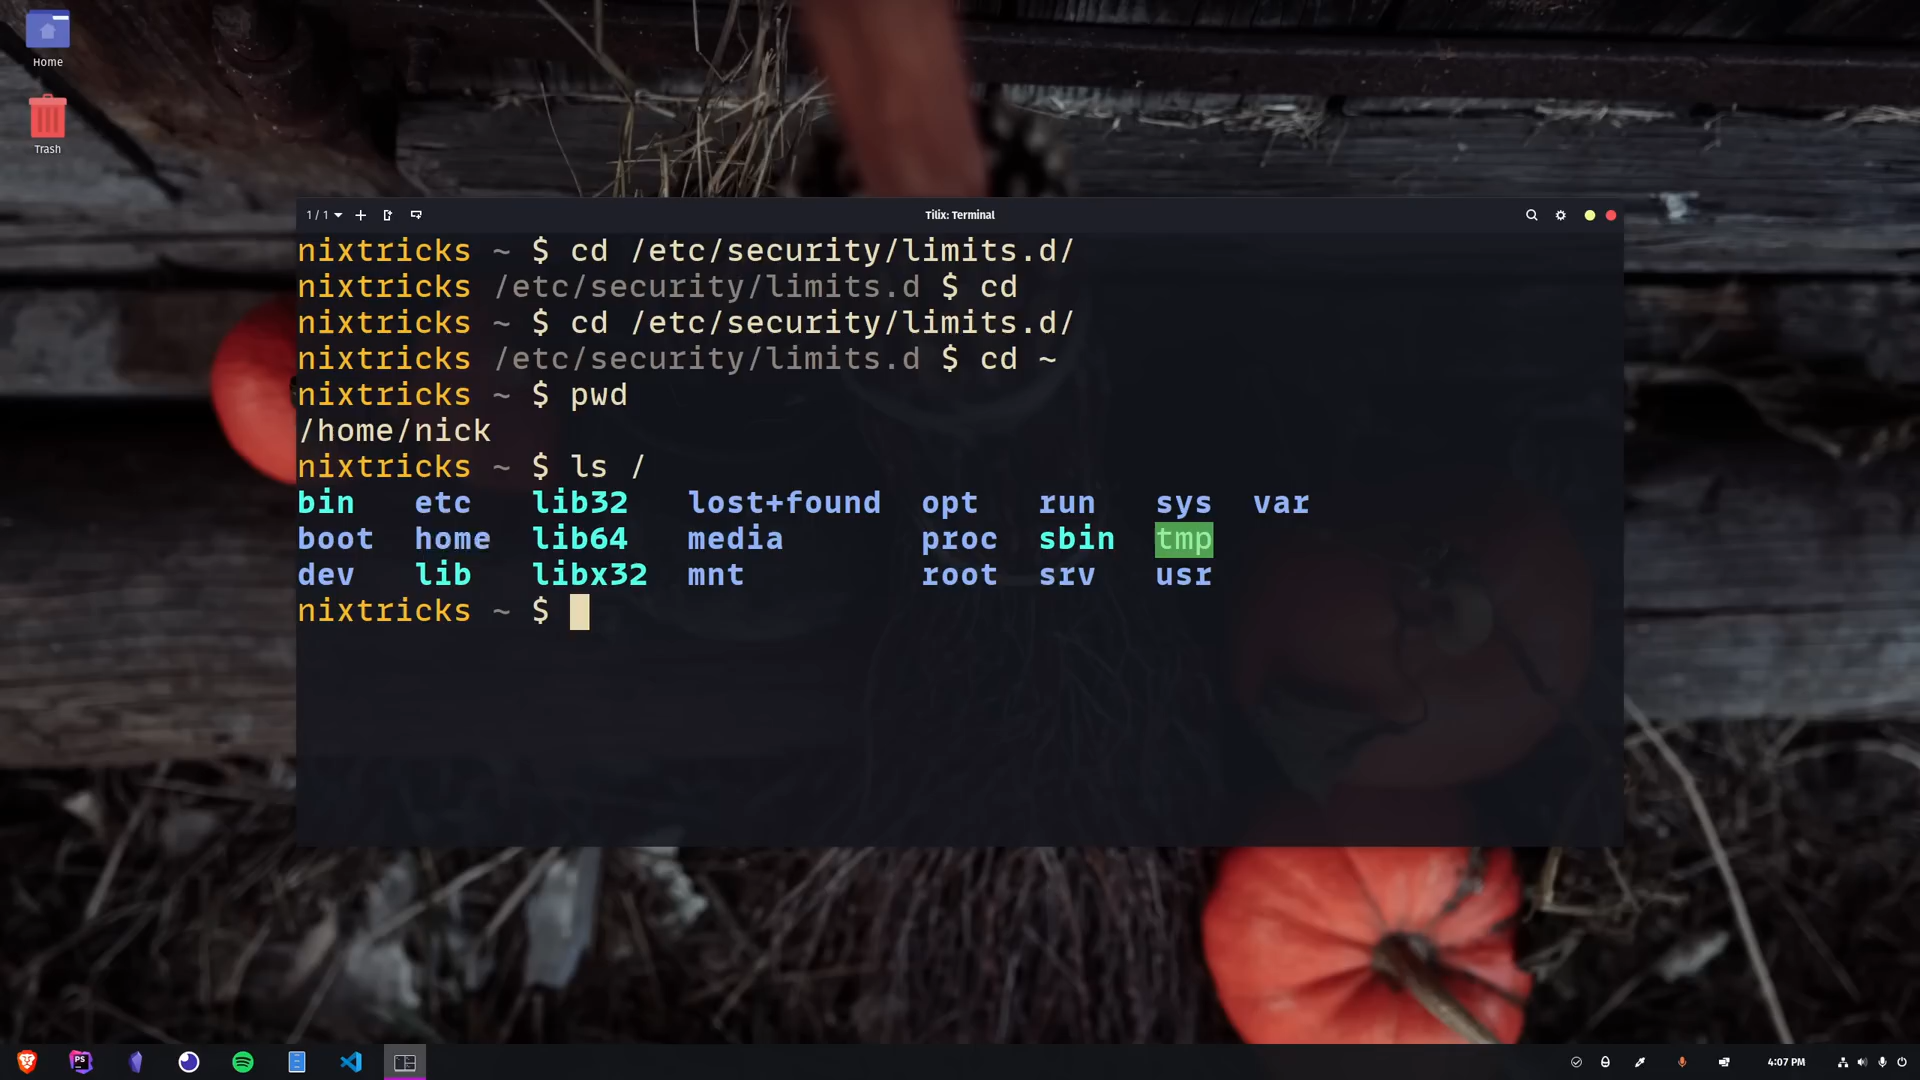 Home
Trash
1 / 1
Tilix: Terminal
nixtricks ~ $ cd /etc/security/limits.d/
nixtricks /etc/security/limits.d $ cd
nixtricks ~ $ cd /etc/security/limits.d/
nixtricks /etc/security/limits.d $ cd ~
nixtricks ~ $ pwd
/home/nick
nixtricks ~ $ ls /
bin etc lib32 lost+found opt run sys var
boot home lib64 media proc sbin tmp
dev lib libx32 mnt root srv usr
nixtricks ~ $
PS
4:07 PM